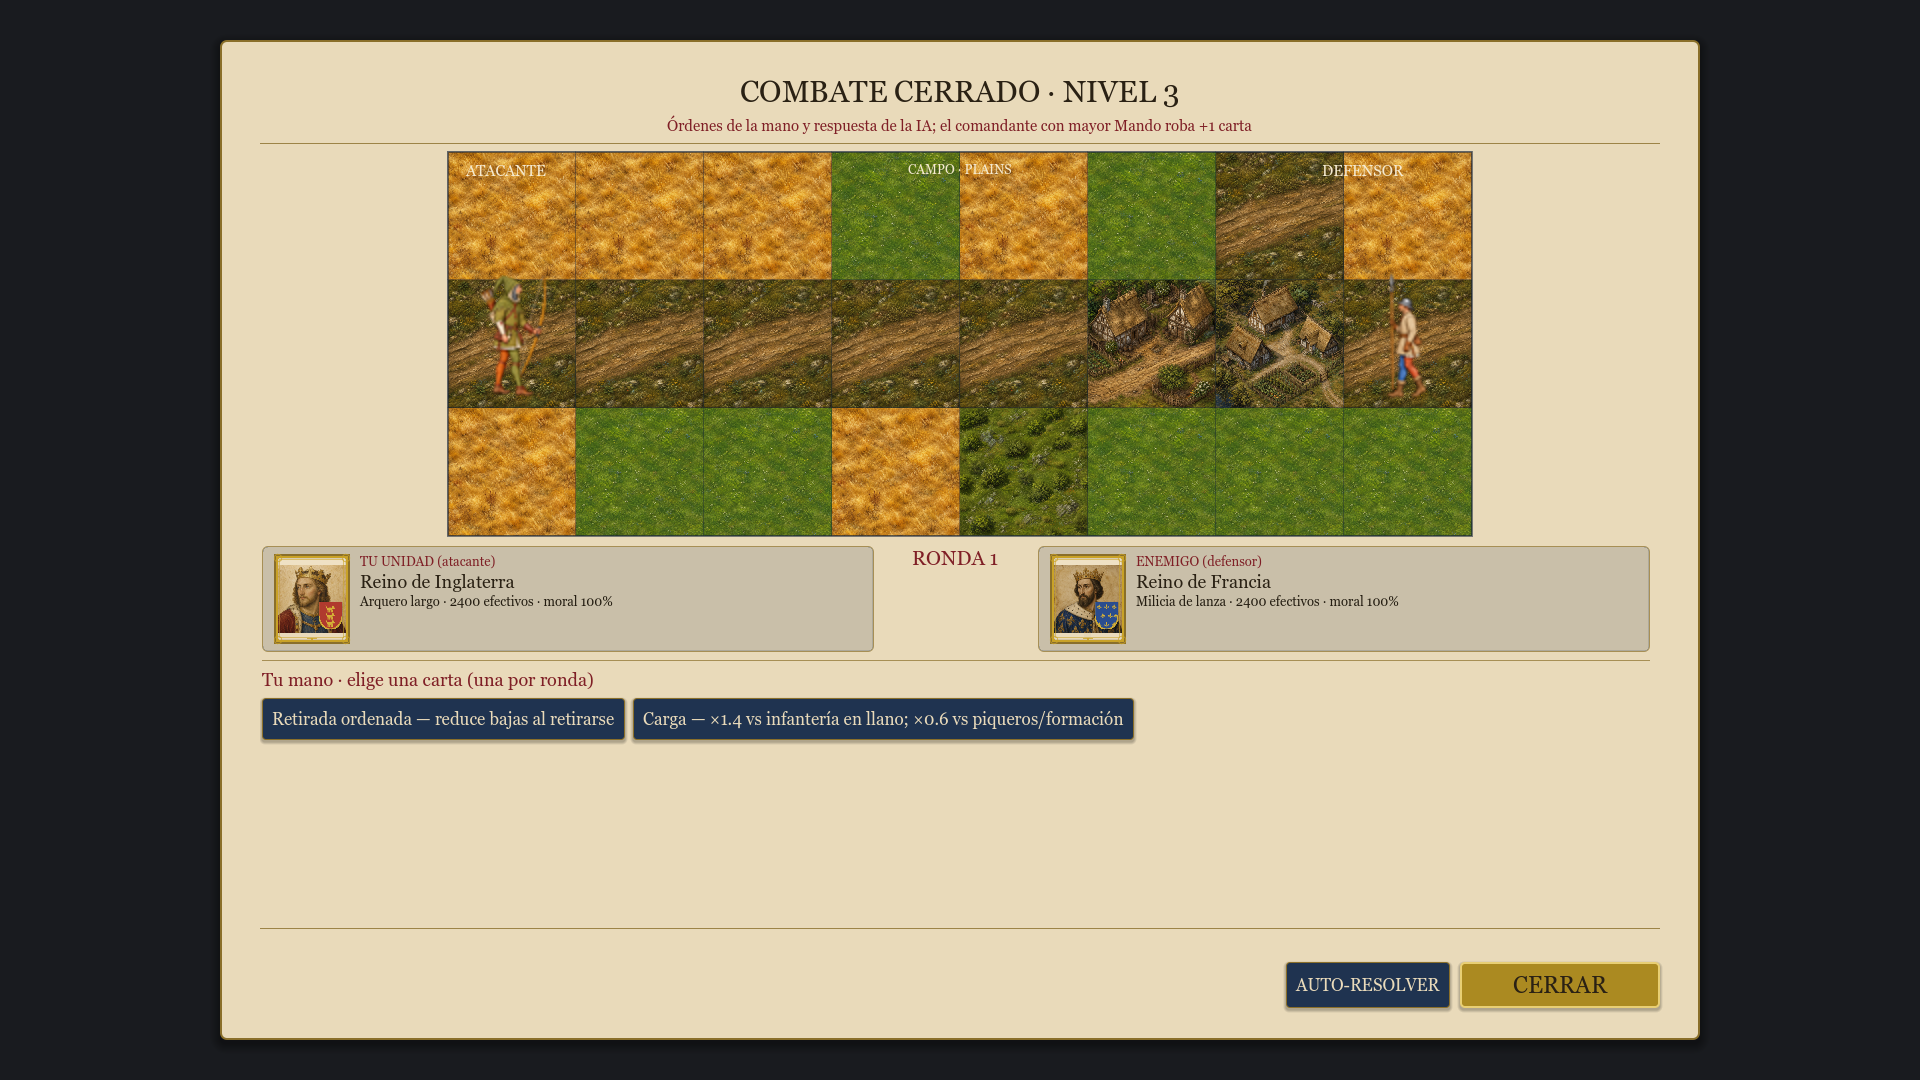 COMBATE CERRADO · NIVEL 3
Órdenes de la mano y respuesta de la IA; el comandante con mayor Mando roba +1 carta
ATACANTE
CAMPO · PLAINS
DEFENSOR
TU UNIDAD (atacante)
Reino de Inglaterra
Arquero largo · 2400 efectivos · moral 100%
RONDA 1
ENEMIGO (defensor)
Reino de Francia
Milicia de lanza · 2400 efectivos · moral 100%
Tu mano · elige una carta (una por ronda)
Retirada ordenada — reduce bajas al retirarse
Carga — ×1.4 vs infantería en llano; ×0.6 vs piqueros/formación
AUTO-RESOLVER
CERRAR